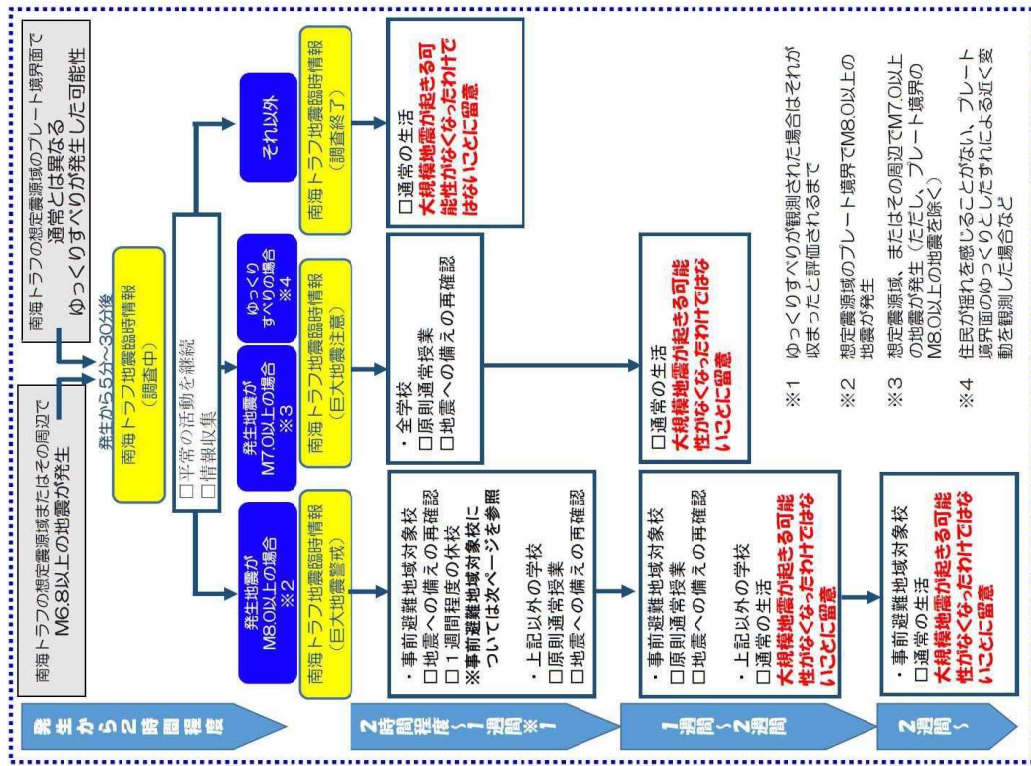 発生から２時間程度
２時間程度～１週間※１
１週間～２週間
２週間～
南海トラフの想定震源域またはその周辺で
M6.8以上の地震が発生
南海トラフの想定震源域のプレート境界面で
通常とは異なる
ゆっくりすべりが発生した可能性
発生から5分～30分後
南海トラフ地震臨時情報
（調査中）
□平常の活動を継続
□情報収集
発生地震が
M8.0以上の場合
※2
発生地震が
M7.0以上の場合
※3
ゆっくり
すべりの場合
※4
それ以外
南海トラフ地震臨時情報
（巨大地震警戒）
南海トラフ地震臨時情報
（巨大地震注意）
南海トラフ地震臨時情報
（調査終了）
・事前避難地域対象校
□地震への備えの再確認
□１週間程度の休校
※事前避難地域対象校に
ついては次ページを参照
・上記以外の学校
□原則通常授業
□地震への備えの再確認
・全学校
□原則通常授業
□地震への備えの再確認
□通常の生活
大規模地震が起きる可
能性がなくなったわけで
はないことに留意
・事前避難地域対象校
□原則通常授業
□地震への備えの再確認
・上記以外の学校
□通常の生活
大規模地震が起きる可能
性がなくなったわけではな
いことに留意
□通常の生活
大規模地震が起きる可能
性がなくなったわけではな
いことに留意
・事前避難地域対象校
□通常の生活
大規模地震が起きる可能
性がなくなったわけではな
いことに留意
※1 ゆっくりすべりが観測された場合はそれが
収まったと評価されるまで
※2 想定震源域のプレート境界でM8.0以上の
地震が発生
※3 想定震源域、またはその周辺でM7.0以上
の地震が発生（ただし、プレート境界の
M8.0以上の地震を除く）
※4 住民が揺れを感じることがない、プレート
境界面のゆっくりとしたずれによる近く変
動を観測した場合など